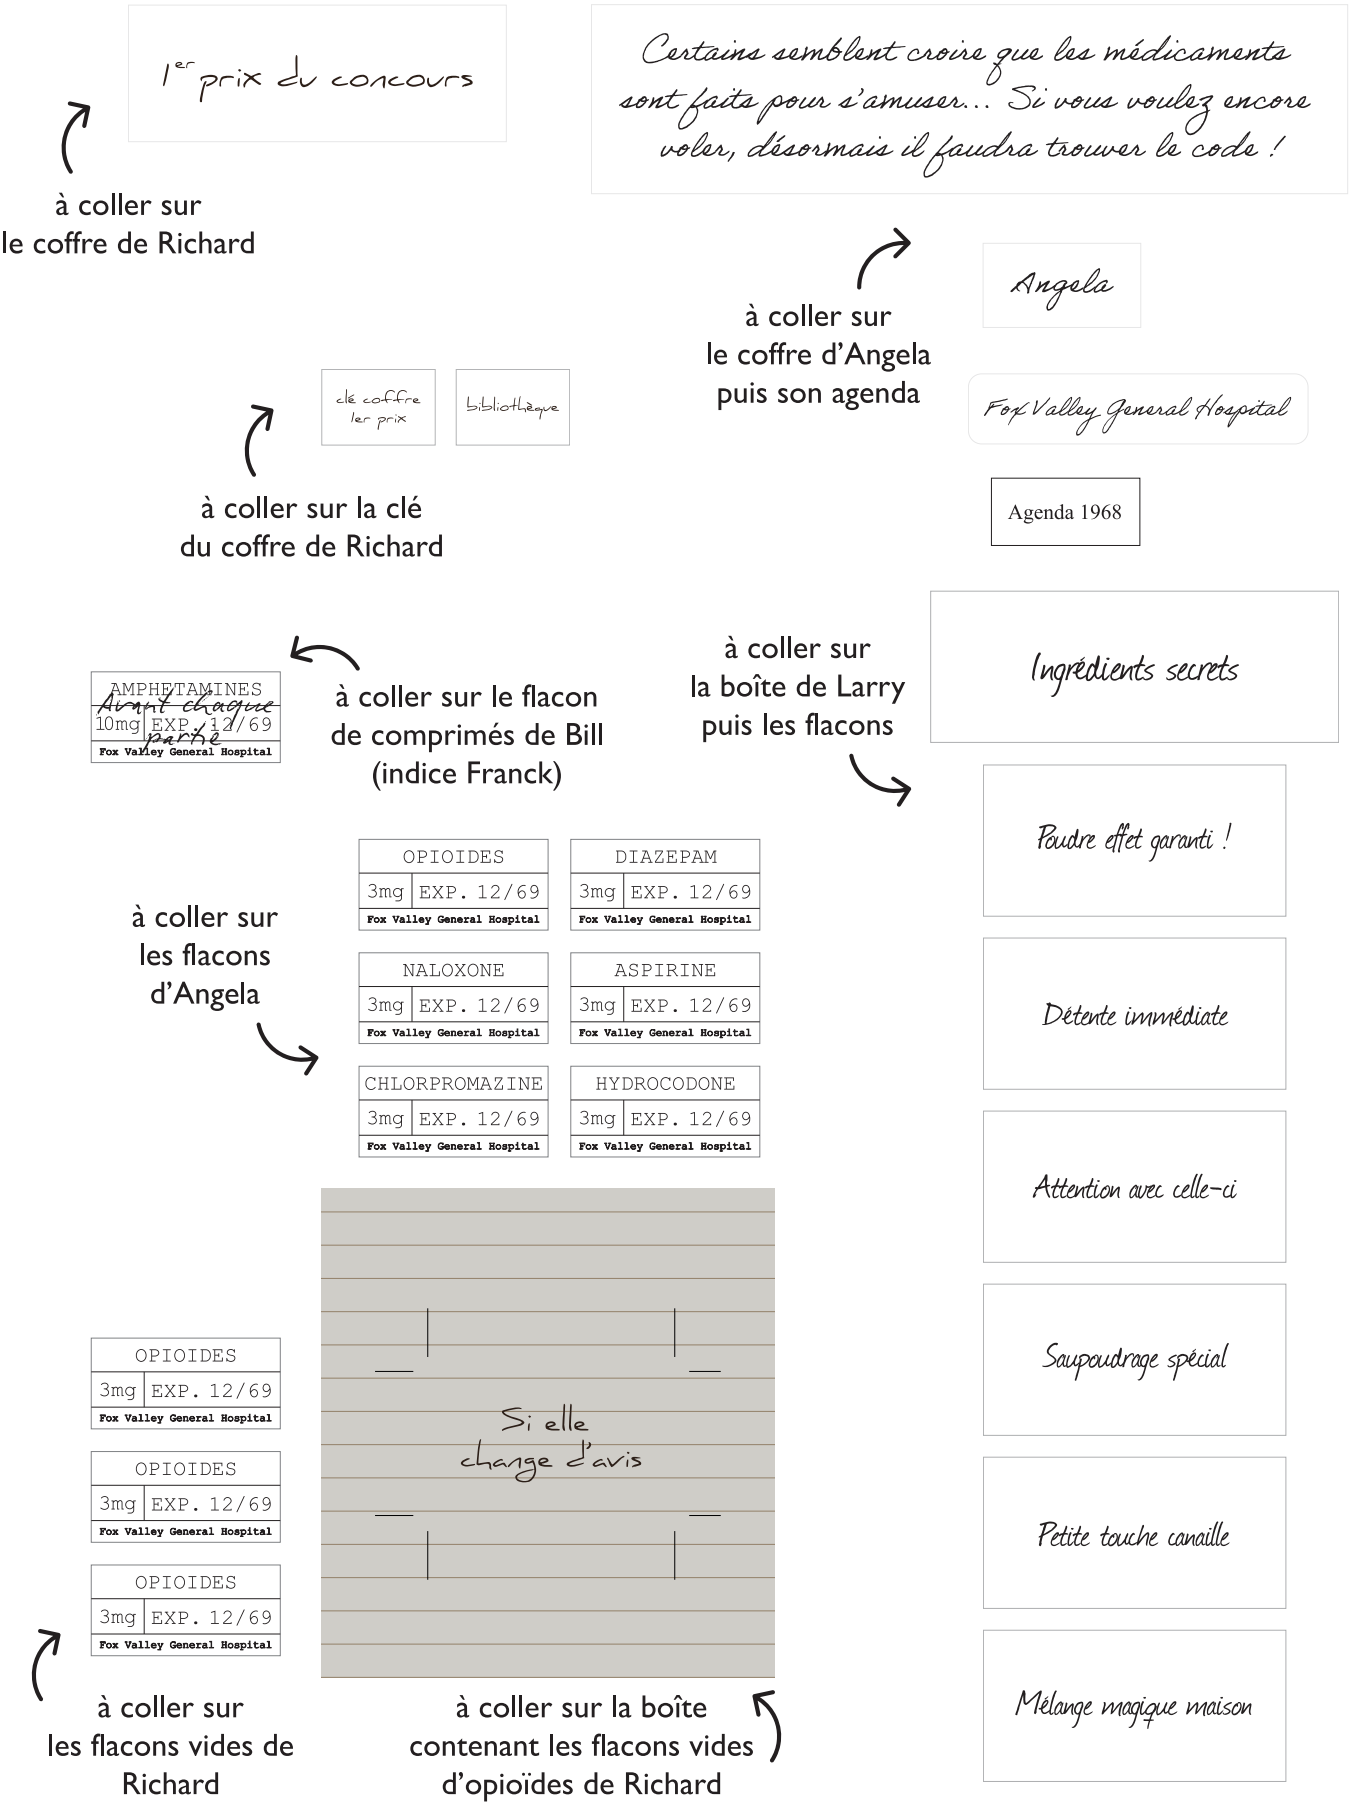 1er prix du concours
à coller sur
le coffre de Richard
Certains semblent croire que les médicaments
sont faits pour s'amuser... Si vous voulez encore
voler, désormais il faudra trouver le code !
à coller sur
le coffre d'Angela
puis son agenda
Angela
Fox Valley General Hospital
Agenda 1968
clé coffre
1er prix
bibliothèque
à coller sur la clé
du coffre de Richard
AMPHETAMINES
10mg EXP. 12/69
Fox Valley General Hospital
Avant chaque
partie
à coller sur le flacon
de comprimés de Bill
(indice Franck)
à coller sur
la boîte de Larry
puis les flacons
Ingrédients secrets
Poudre effet garanti !
Détente immédiate
Attention avec celle-ci
Saupoudrage spécial
Petite touche canaille
Mélange magique maison
à coller sur
les flacons
d'Angela
OPIOIDES
3mg EXP. 12/69
Fox Valley General Hospital
DIAZEPAM
3mg EXP. 12/69
Fox Valley General Hospital
NALOXONE
3mg EXP. 12/69
Fox Valley General Hospital
ASPIRINE
3mg EXP. 12/69
Fox Valley General Hospital
CHLORPROMAZINE
3mg EXP. 12/69
Fox Valley General Hospital
HYDROCODONE
3mg EXP. 12/69
Fox Valley General Hospital
OPIOIDES
3mg EXP. 12/69
Fox Valley General Hospital
OPIOIDES
3mg EXP. 12/69
Fox Valley General Hospital
OPIOIDES
3mg EXP. 12/69
Fox Valley General Hospital
à coller sur
les flacons vides de
Richard
Si elle
change d'avis
à coller sur la boîte
contenant les flacons vides
d'opioïdes de Richard